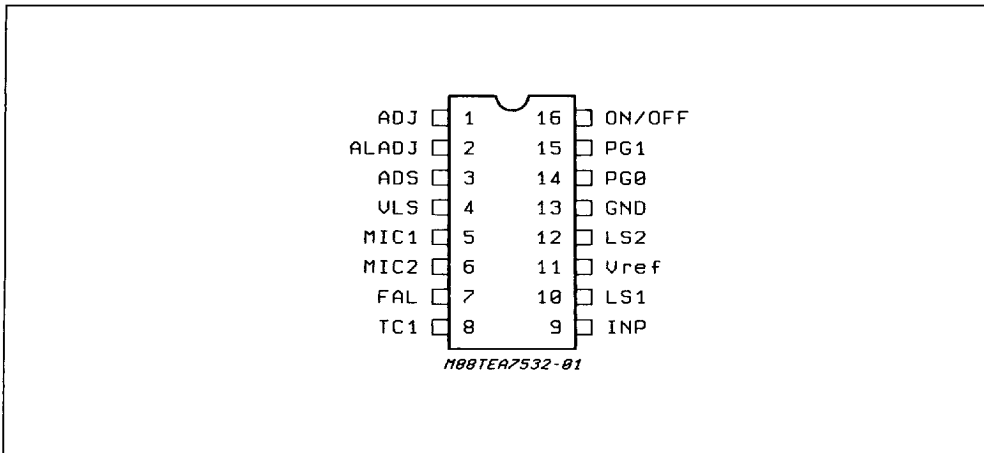 ADJ 1 16 ON/OFF
ALADJ 2 15 PG1
ADS 3 14 PG0
VLS 4 13 GND
MIC1 5 12 LS2
MIC2 6 11 Vref
FAL 7 10 LS1
TC1 8 9 INP
M88TEA7532-01